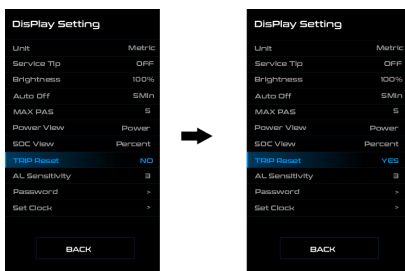 DisPlay Setting
Unit Metric
Service Tip OFF
Brightness 100%
Auto Off 5Min
MAX PAS 5
Power View Power
SOC View Percent
TRIP Reset NO
AL Sensitivity 3
Password >
Set Clock >
BACK
DisPlay Setting
Unit Metric
Service Tip OFF
Brightness 100%
Auto Off 5Min
MAX PAS 5
Power View Power
SOC View Percent
TRIP Reset YES
AL Sensitivity 3
Password >
Set Clock >
BACK